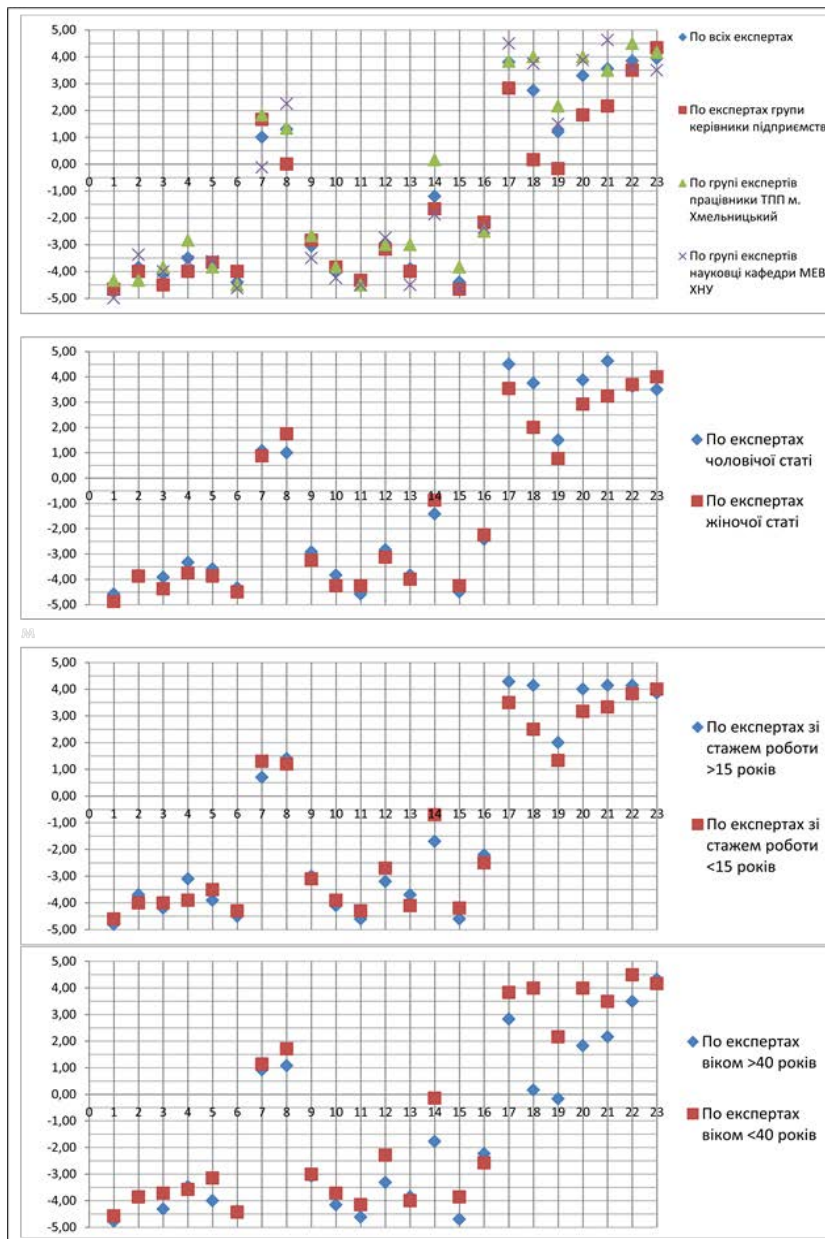 5,00
4,00
3,00
2,00
1,00
0,00
-1,00
-2,00
-3,00
-4,00
-5,00
0 1 2 3 4 5 6 7 8 9 10 11 12 13 14 15 16 17 18 19 20 21 22 23
По всіх експертах
По експертах групи
керівники підприємств
По групі експертів
працівники ТПП м.
Хмельницький
По групі експертів
науковці кафедри МЕВ
ХНУ
5,00
4,00
3,00
2,00
1,00
0,00
-1,00
-2,00
-3,00
-4,00
-5,00
0 1 2 3 4 5 6 7 8 9 10 11 12 13 14 15 16 17 18 19 20 21 22 23
По експертах
чоловічої статі
По експертах
жіночої статі
м
5,00
4,00
3,00
2,00
1,00
0,00
-1,00
-2,00
-3,00
-4,00
-5,00
0 1 2 3 4 5 6 7 8 9 10 11 12 13 14 15 16 17 18 19 20 21 22 23
По експертах зі
стажем роботи
>15 років
По експертах зі
стажем роботи
<15 років
5,00
4,00
3,00
2,00
1,00
0,00
-1,00
-2,00
-3,00
-4,00
-5,00
0 1 2 3 4 5 6 7 8 9 10 11 12 13 14 15 16 17 18 19 20 21 22 23
По експертах
віком >40 років
По експертах
віком <40 років